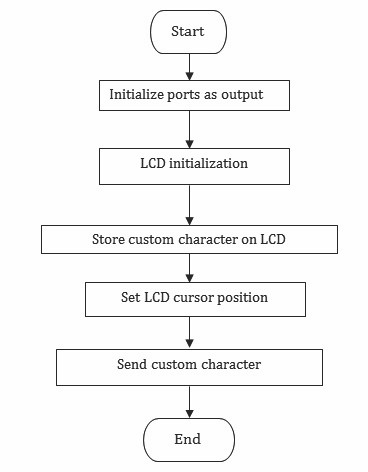 Start
Initialize ports as output
LCD initialization
Store custom character on LCD
Set LCD cursor position
Send custom character
End